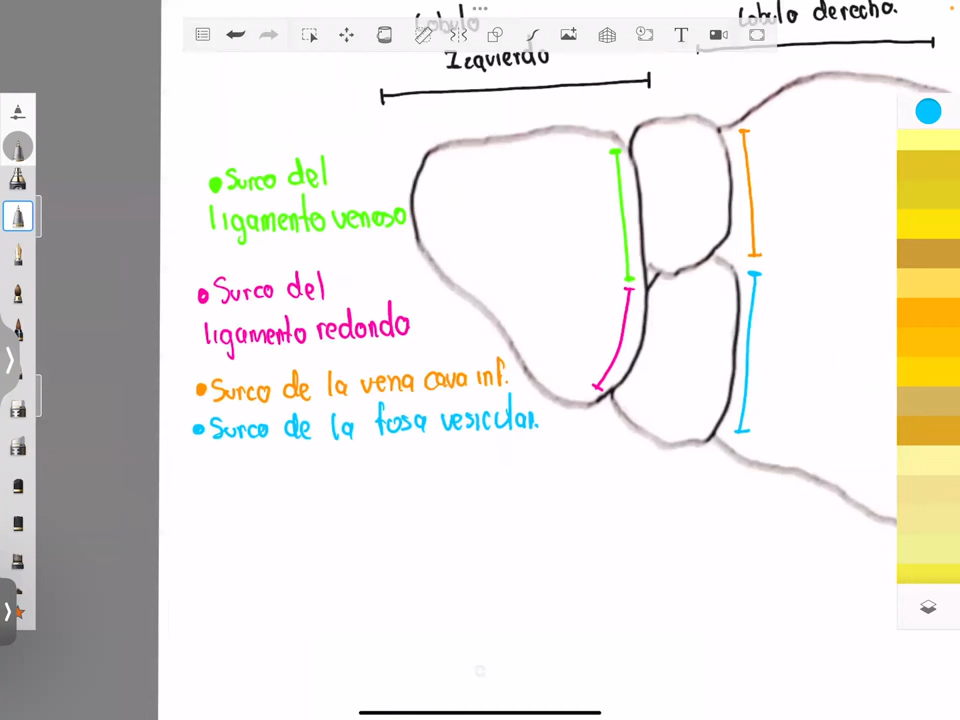 Lobulo
Izquierdo
Lobulo derecho.
T
• Surco del
ligamento venoso
• Surco del
ligamento redondo
• Surco de la vena cava inf.
• Surco de la fosa vesicular.